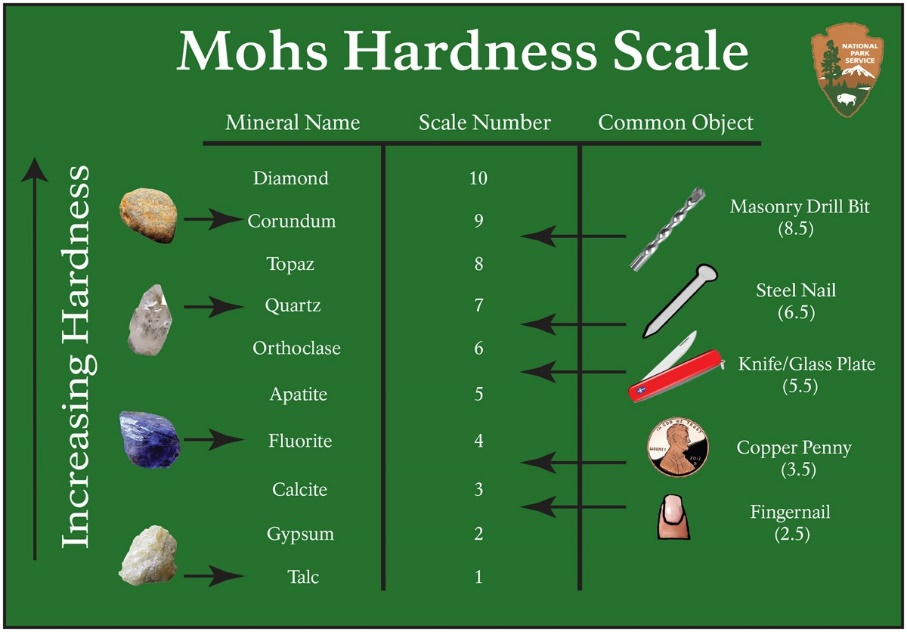 Mohs Hardness Scale
NATIONAL
PARK
SERVICE
Mineral Name Scale Number Common Object
Increasing Hardness
Diamond 10
Corundum 9
Topaz 8
Quartz 7
Orthoclase 6
Apatite 5
Fluorite 4
Calcite 3
Gypsum 2
Talc 1
Masonry Drill Bit
(8.5)
Steel Nail
(6.5)
Knife/Glass Plate
(5.5)
Copper Penny
(3.5)
Fingernail
(2.5)